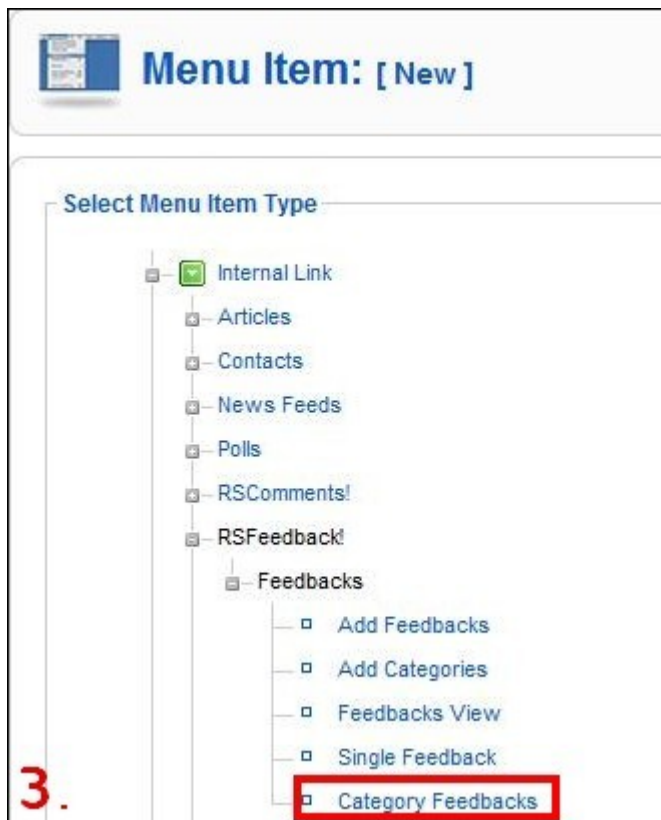 Menu Item: [ New ]
Select Menu Item Type
Internal Link
Articles
Contacts
News Feeds
Polls
RSComments!
RSFeedback!
Feedbacks
Add Feedbacks
Add Categories
Feedbacks View
Single Feedback
3. Category Feedbacks